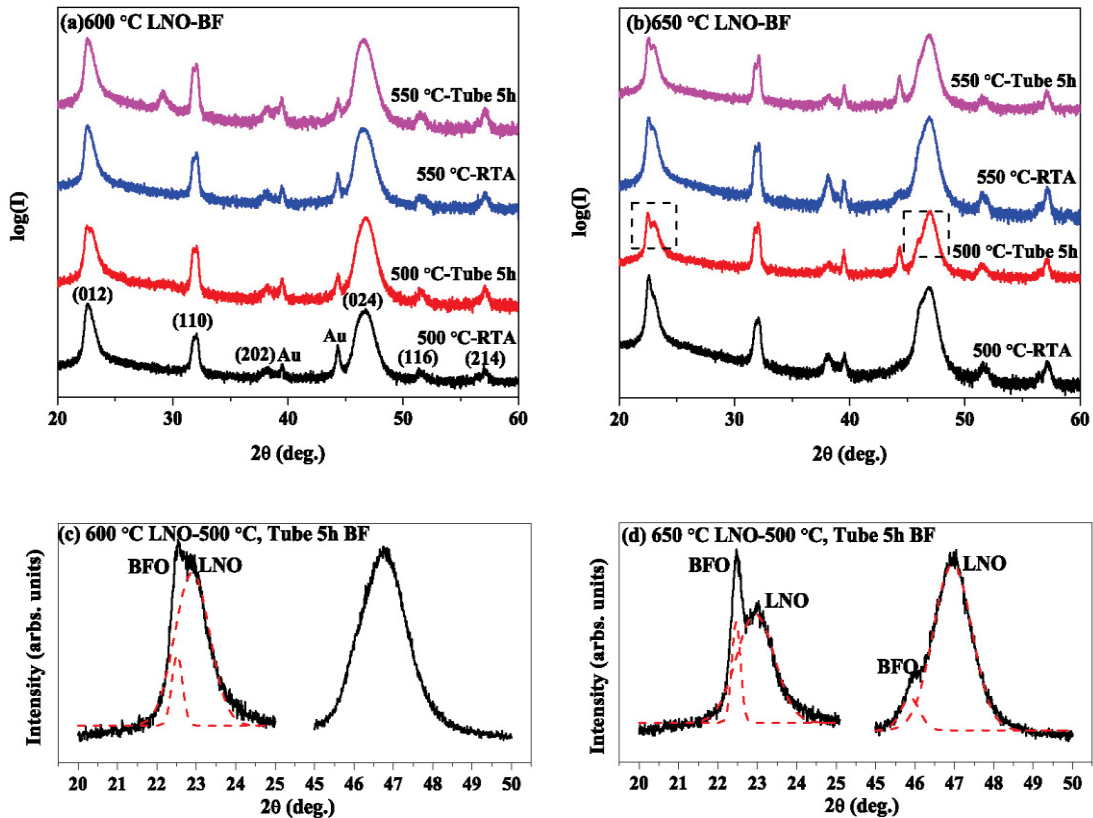 (a)600 °C LNO-BF
550 °C-Tube 5h
550 °C-RTA
500 °C-Tube 5h
(012)
(110)
(202)
Au
Au
(024)
500 °C-RTA
(116)
(214)
log(I)
20 30 40 50 60
2θ (deg.)
(b)650 °C LNO-BF
550 °C-Tube 5h
550 °C-RTA
500 °C-Tube 5h
500 °C-RTA
log(I)
20 30 40 50 60
2θ (deg.)
(c) 600 °C LNO-500 °C, Tube 5h BF
BFO
LNO
Intensity (arbs. units)
20 21 22 23 24 25 45 46 47 48 49 50
2θ (deg.)
(d) 650 °C LNO-500 °C, Tube 5h BF
BFO
LNO
LNO
BFO
Intensity (arbs. units)
20 21 22 23 24 25 45 46 47 48 49 50
2θ (deg.)